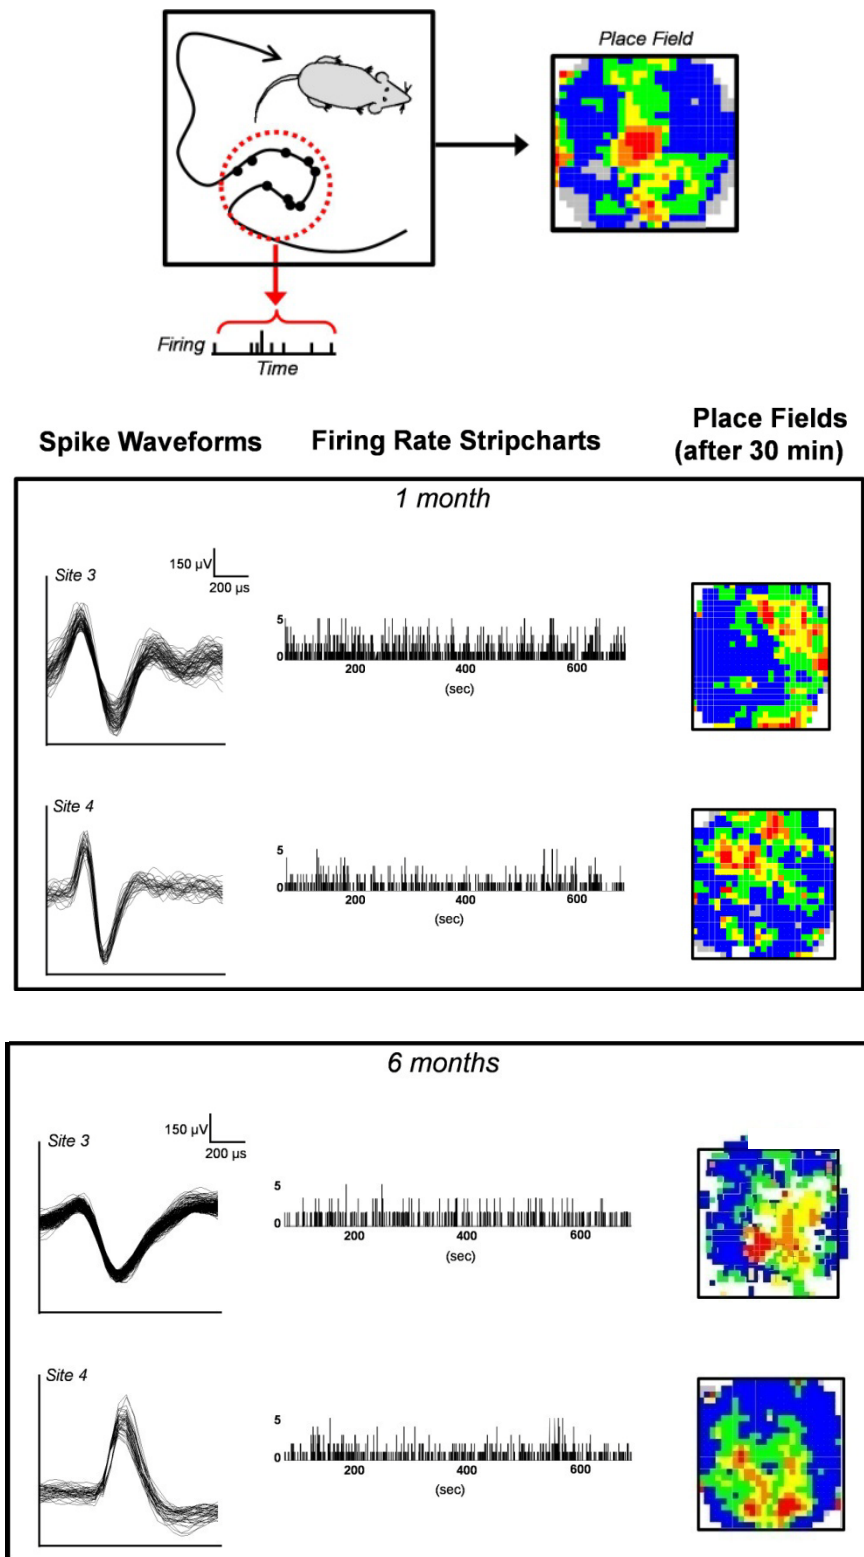 Place Field
Firing
Time
Spike Waveforms
Firing Rate Stripcharts
Place Fields
(after 30 min)
1 month
Site 3
150 µV
200 µs
5
0
200
400
600
(sec)
Site 4
5
0
200
400
600
(sec)
6 months
Site 3
150 µV
200 µs
5
0
200
400
600
(sec)
Site 4
5
0
200
400
600
(sec)